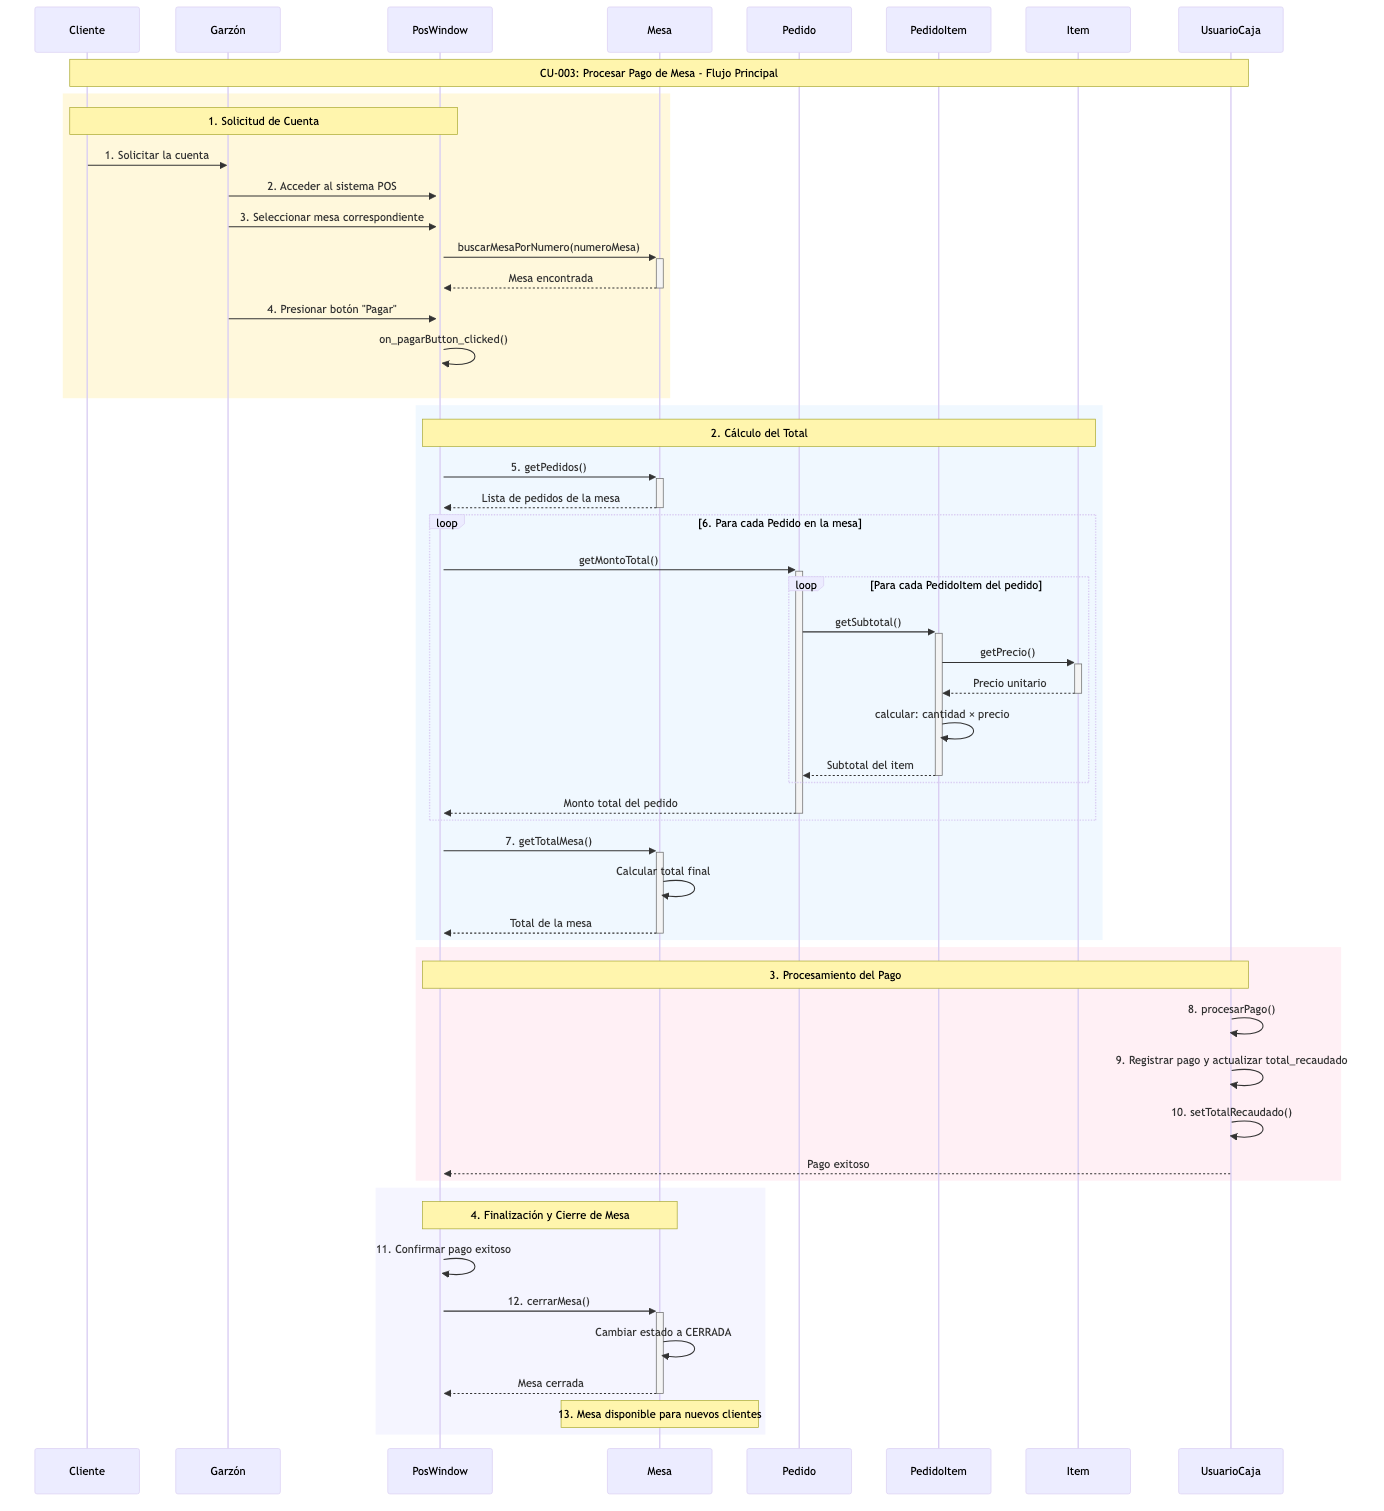 Cliente
Garzón
PosWindow
Mesa
Pedido
PedidoItem
Item
UsuarioCaja
CU-003: Procesar Pago de Mesa - Flujo Principal
1. Solicitud de Cuenta
1. Solicitar la cuenta
2. Acceder al sistema POS
3. Seleccionar mesa correspondiente
buscarMesaPorNumero(numeroMesa)
Mesa encontrada
4. Presionar botón "Pagar"
on_pagarButton_clicked()
2. Cálculo del Total
5. getPedidos()
Lista de pedidos de la mesa
loop
[6. Para cada Pedido en la mesa]
getMontoTotal()
loop
[Para cada PedidoItem del pedido]
getSubtotal()
getPrecio()
Precio unitario
calcular: cantidad × precio
Subtotal del item
Monto total del pedido
7. getTotalMesa()
Calcular total final
Total de la mesa
3. Procesamiento del Pago
8. procesarPago()
9. Registrar pago y actualizar total_recaudado
10. setTotalRecaudado()
Pago exitoso
4. Finalización y Cierre de Mesa
11. Confirmar pago exitoso
12. cerrarMesa()
Cambiar estado a CERRADA
Mesa cerrada
13. Mesa disponible para nuevos clientes
Cliente
Garzón
PosWindow
Mesa
Pedido
PedidoItem
Item
UsuarioCaja